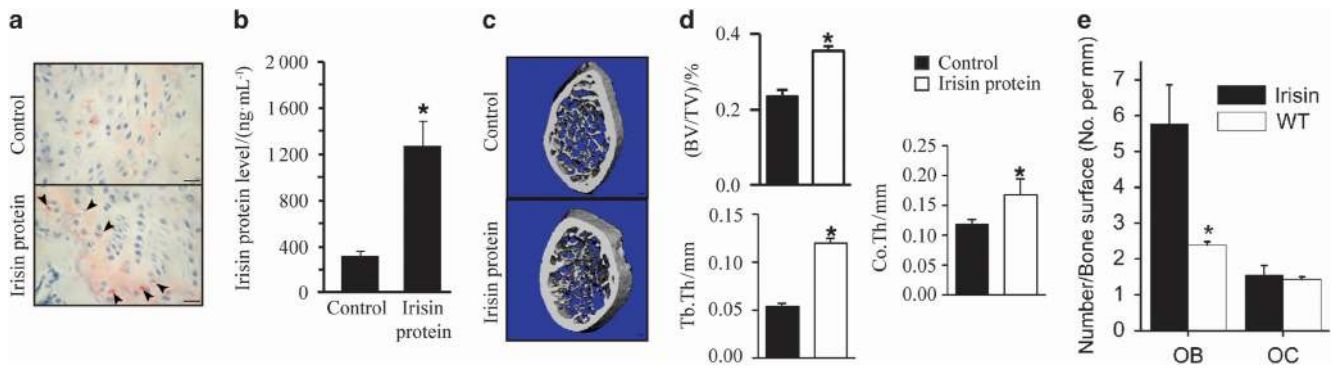 a
Control
Irisin protein
b
Irisin protein level/(ng·mL⁻¹)
2 000
1 600
1 200
800
400
0
*
Control
Irisin
protein
c
Control
Irisin protein
d
(BV/TV)/%
0.4
0.2
0.0
*
Tb.Th/mm
0.15
0.10
0.05
0.00
*
Control
Irisin protein
Co.Th/mm
0.20
0.15
0.10
0.05
0.00
*
e
Number/Bone surface (No. per mm)
7
6
5
4
3
2
1
0
Irisin
WT
*
OB
OC